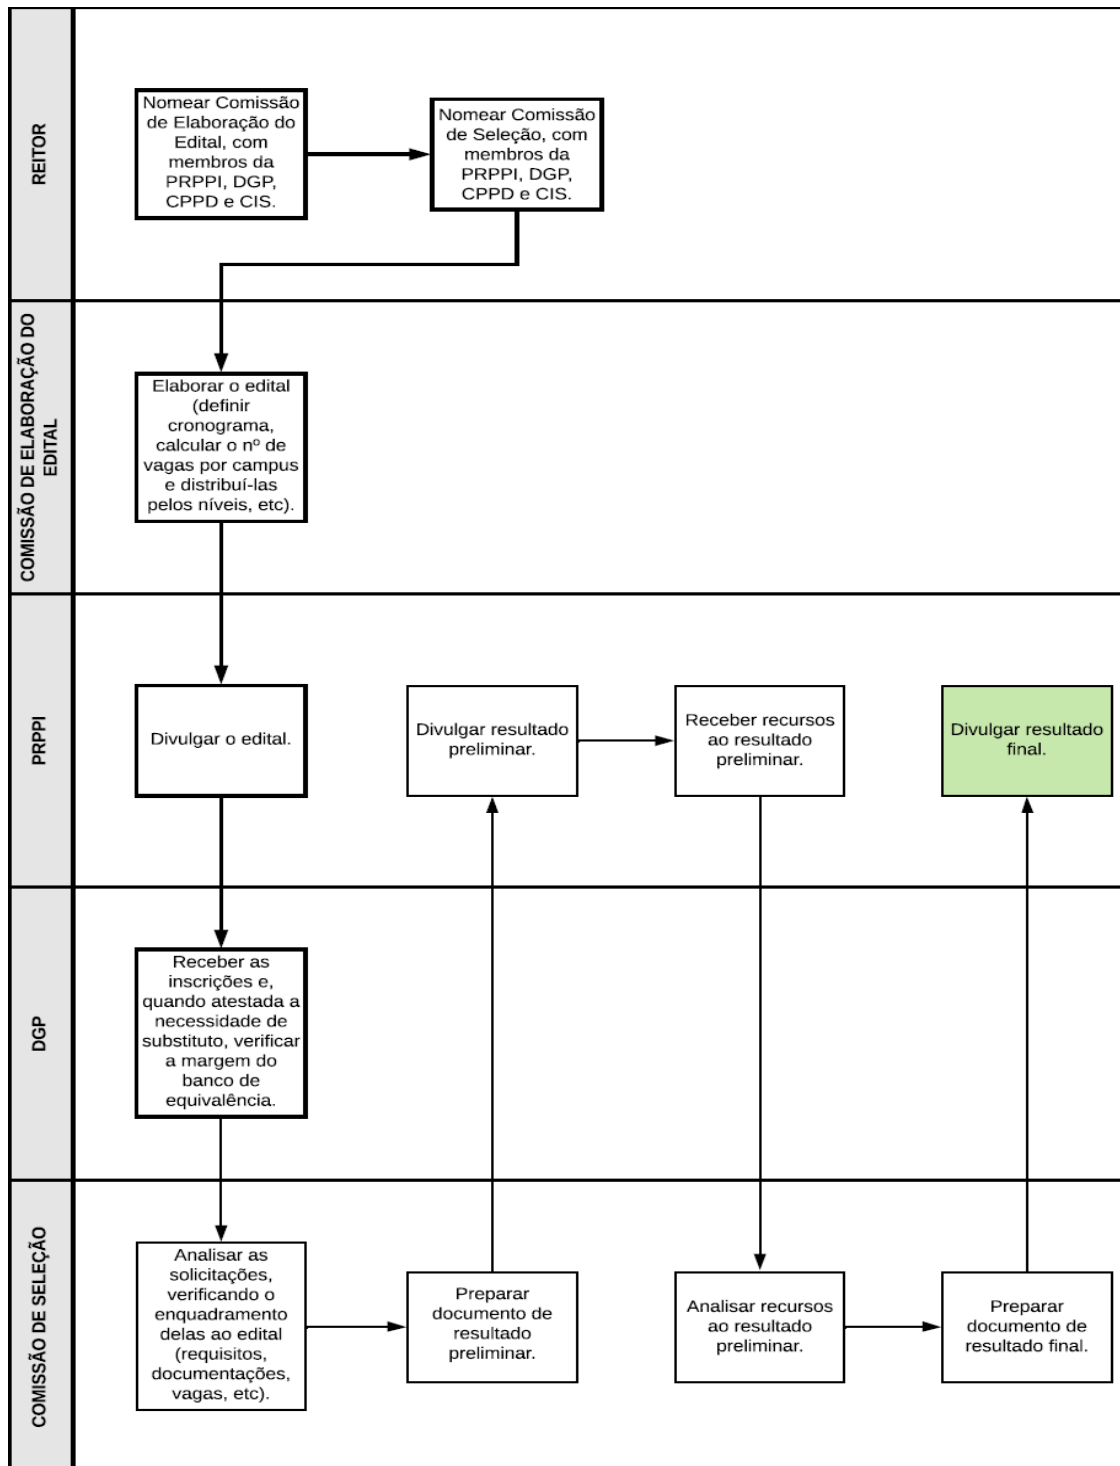 REITOR
Nomear Comissão
de Elaboração do
Edital, com
membros da
PRPPI, DGP,
CPPD e CIS.
Nomear Comissão
de Seleção, com
membros da
PRPPI, DGP,
CPPD e CIS.
COMISSÃO DE ELABORAÇÃO DO
EDITAL
Elaborar o edital
(definir
cronograma,
calcular o nº de
vagas por campus
e distribuí-las
pelos níveis, etc).
PRPPI
Divulgar o edital.
Divulgar resultado
preliminar.
Receber recursos
ao resultado
preliminar.
Divulgar resultado
final.
DGP
Receber as
inscrições e,
quando atestada a
necessidade de
substituto, verificar
a margem do
banco de
equivalência.
COMISSÃO DE SELEÇÃO
Analisar as
solicitações,
verificando o
enquadramento
delas ao edital
(requisitos,
documentações,
vagas, etc).
Preparar
documento de
resultado
preliminar.
Analisar recursos
ao resultado
preliminar.
Preparar
documento de
resultado final.